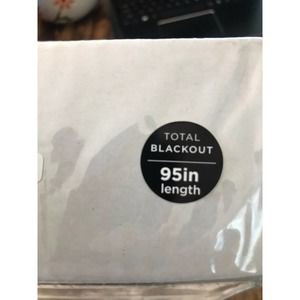 TOTAL
BLACKOUT
95in
length